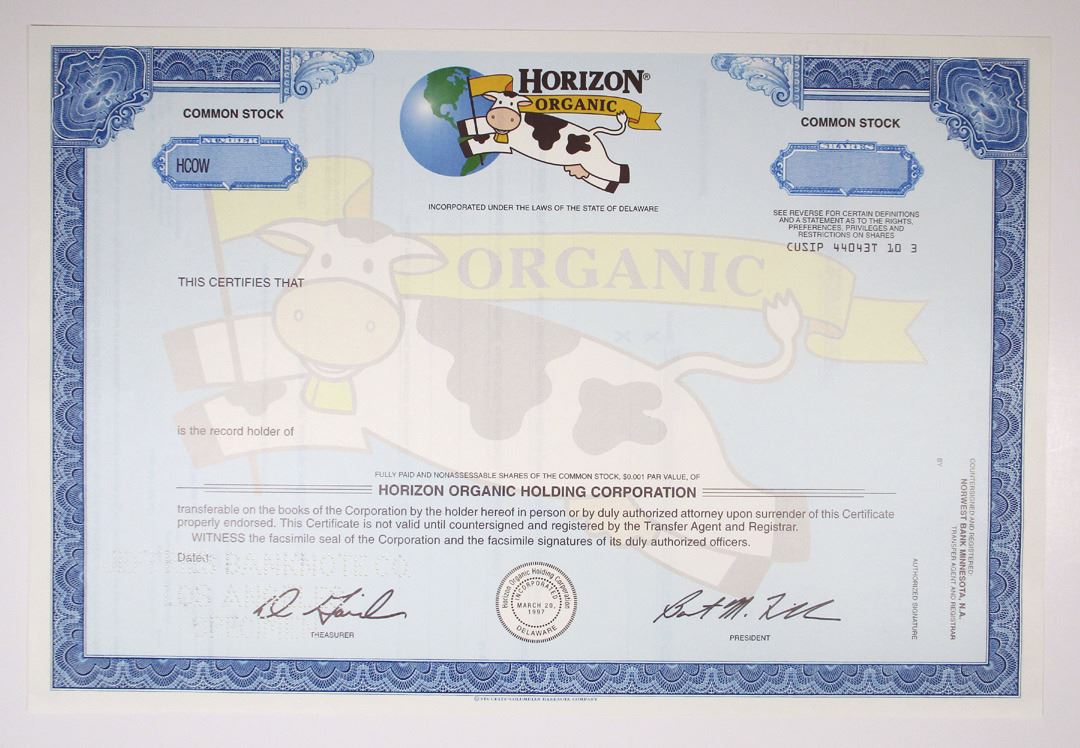 HORIZON®
ORGANIC
COMMON STOCK
COMMON STOCK
NUMBER
HCOW
SHARES
INCORPORATED UNDER THE LAWS OF THE STATE OF DELAWARE
SEE REVERSE FOR CERTAIN DEFINITIONS
AND A STATEMENT AS TO THE RIGHTS,
PREFERENCES, PRIVILEGES AND
RESTRICTIONS ON SHARES
CUSIP 44043T 10 3
ORGANIC
THIS CERTIFIES THAT
is the record holder of
FULLY PAID AND NONASSESSABLE SHARES OF THE COMMON STOCK, $0.001 PAR VALUE, OF
HORIZON ORGANIC HOLDING CORPORATION
transferable on the books of the Corporation by the holder hereof in person or by duly authorized attorney upon surrender of this Certificate
properly endorsed. This Certificate is not valid until countersigned and registered by the Transfer Agent and Registrar.
WITNESS the facsimile seal of the Corporation and the facsimile signatures of its duly authorized officers.
Dated:
TREASURER
Horizon Organic Holding Corporation
INCORPORATED
MARCH 20,
1997
DELAWARE
PRESIDENT
COUNTERSIGNED AND REGISTERED:
NORWEST BANK MINNESOTA, N.A.
TRANSFER AGENT AND REGISTRAR
BY
AUTHORIZED SIGNATURE